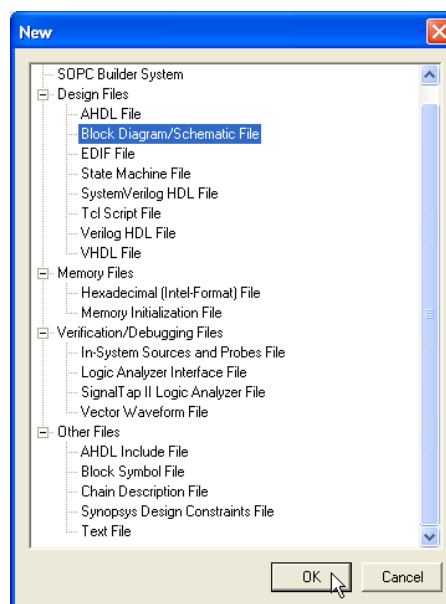 New
SOPC Builder System
Design Files
AHDL File
Block Diagram/Schematic File
EDIF File
State Machine File
SystemVerilog HDL File
Tcl Script File
Verilog HDL File
VHDL File
Memory Files
Hexadecimal (Intel-Format) File
Memory Initialization File
Verification/Debugging Files
In-System Sources and Probes File
Logic Analyzer Interface File
SignalTap II Logic Analyzer File
Vector Waveform File
Other Files
AHDL Include File
Block Symbol File
Chain Description File
Synopsys Design Constraints File
Text File
OK Cancel